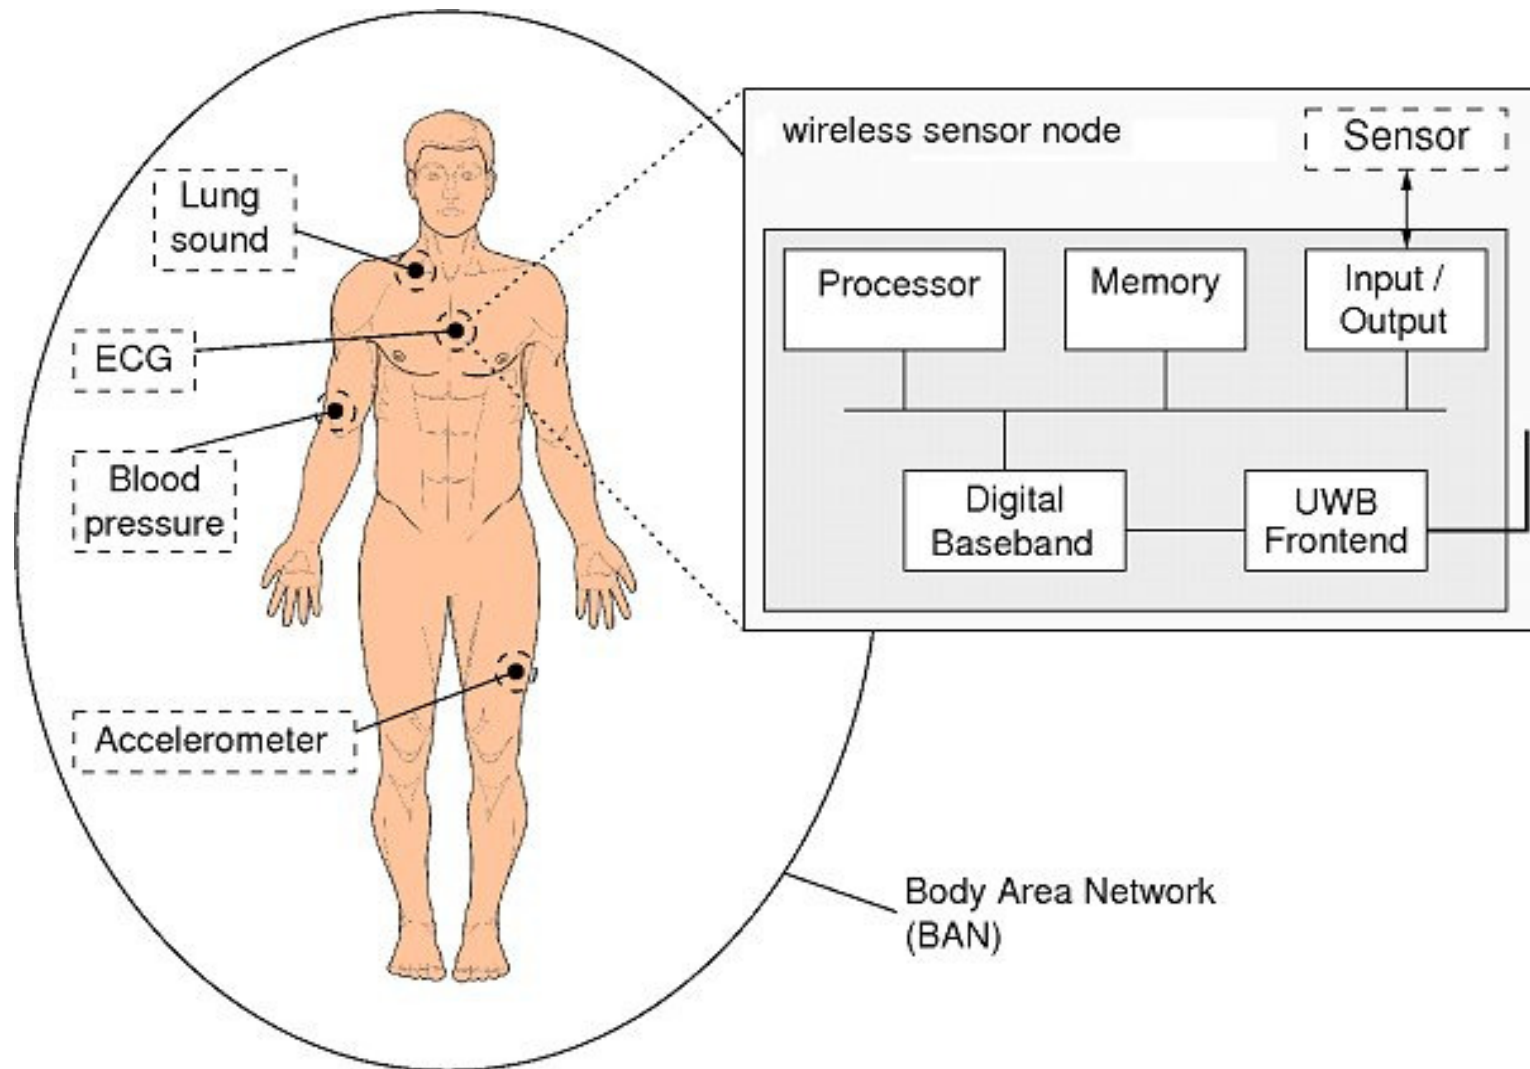 wireless sensor node
Sensor
Lung
sound
Processor
Memory
Input /
Output
ECG
Blood
pressure
Digital
Baseband
UWB
Frontend
Accelerometer
Body Area Network
(BAN)